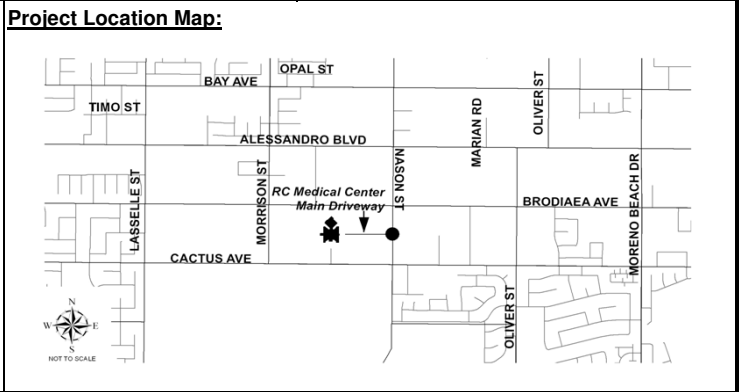 Project Location Map:
OPAL ST
BAY AVE
TIMO ST
OLIVER ST
MARIAN RD
ALESSANDRO BLVD
NASON ST
MORRISON ST
LASSELLE ST
RC Medical Center
Main Driveway
BRODIAEA AVE
MORENO BEACH DR
CACTUS AVE
OLIVER ST
N
W E
S
NOT TO SCALE